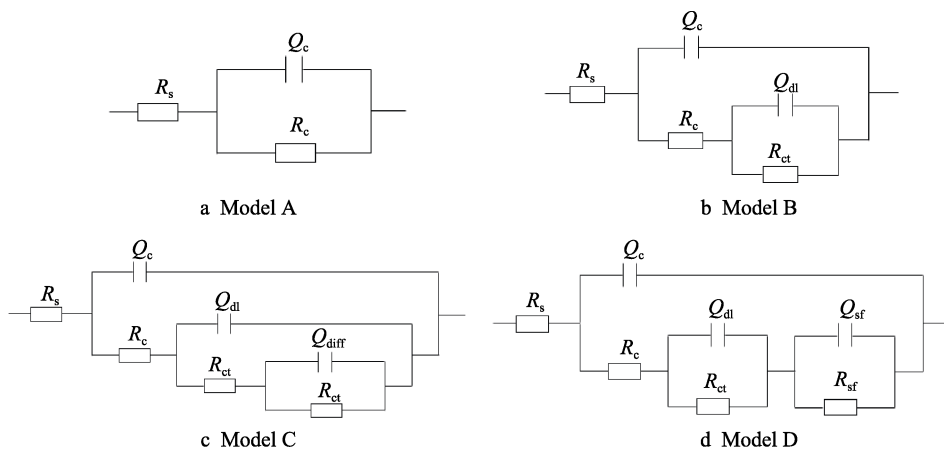 Qc
Rs
Rc
a Model A
Qc
Rs
Qdl
Rc
Rct
b Model B
Qc
Rs
Qdl
Rc
Qdiff
Rct
Rct
c Model C
Qc
Rs
Qdl
Qsf
Rc
Rct
Rsf
d Model D